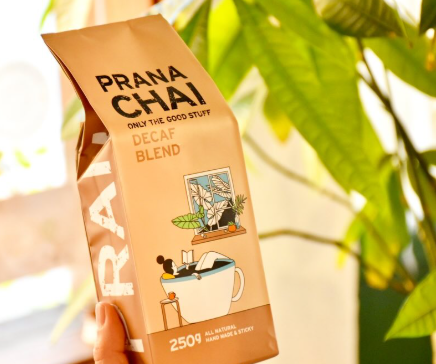 PRANA
CHAI
ONLY THE GOOD STUFF
DECAF
BLEND
250g
ALL NATURAL
HAND MADE & STICKY